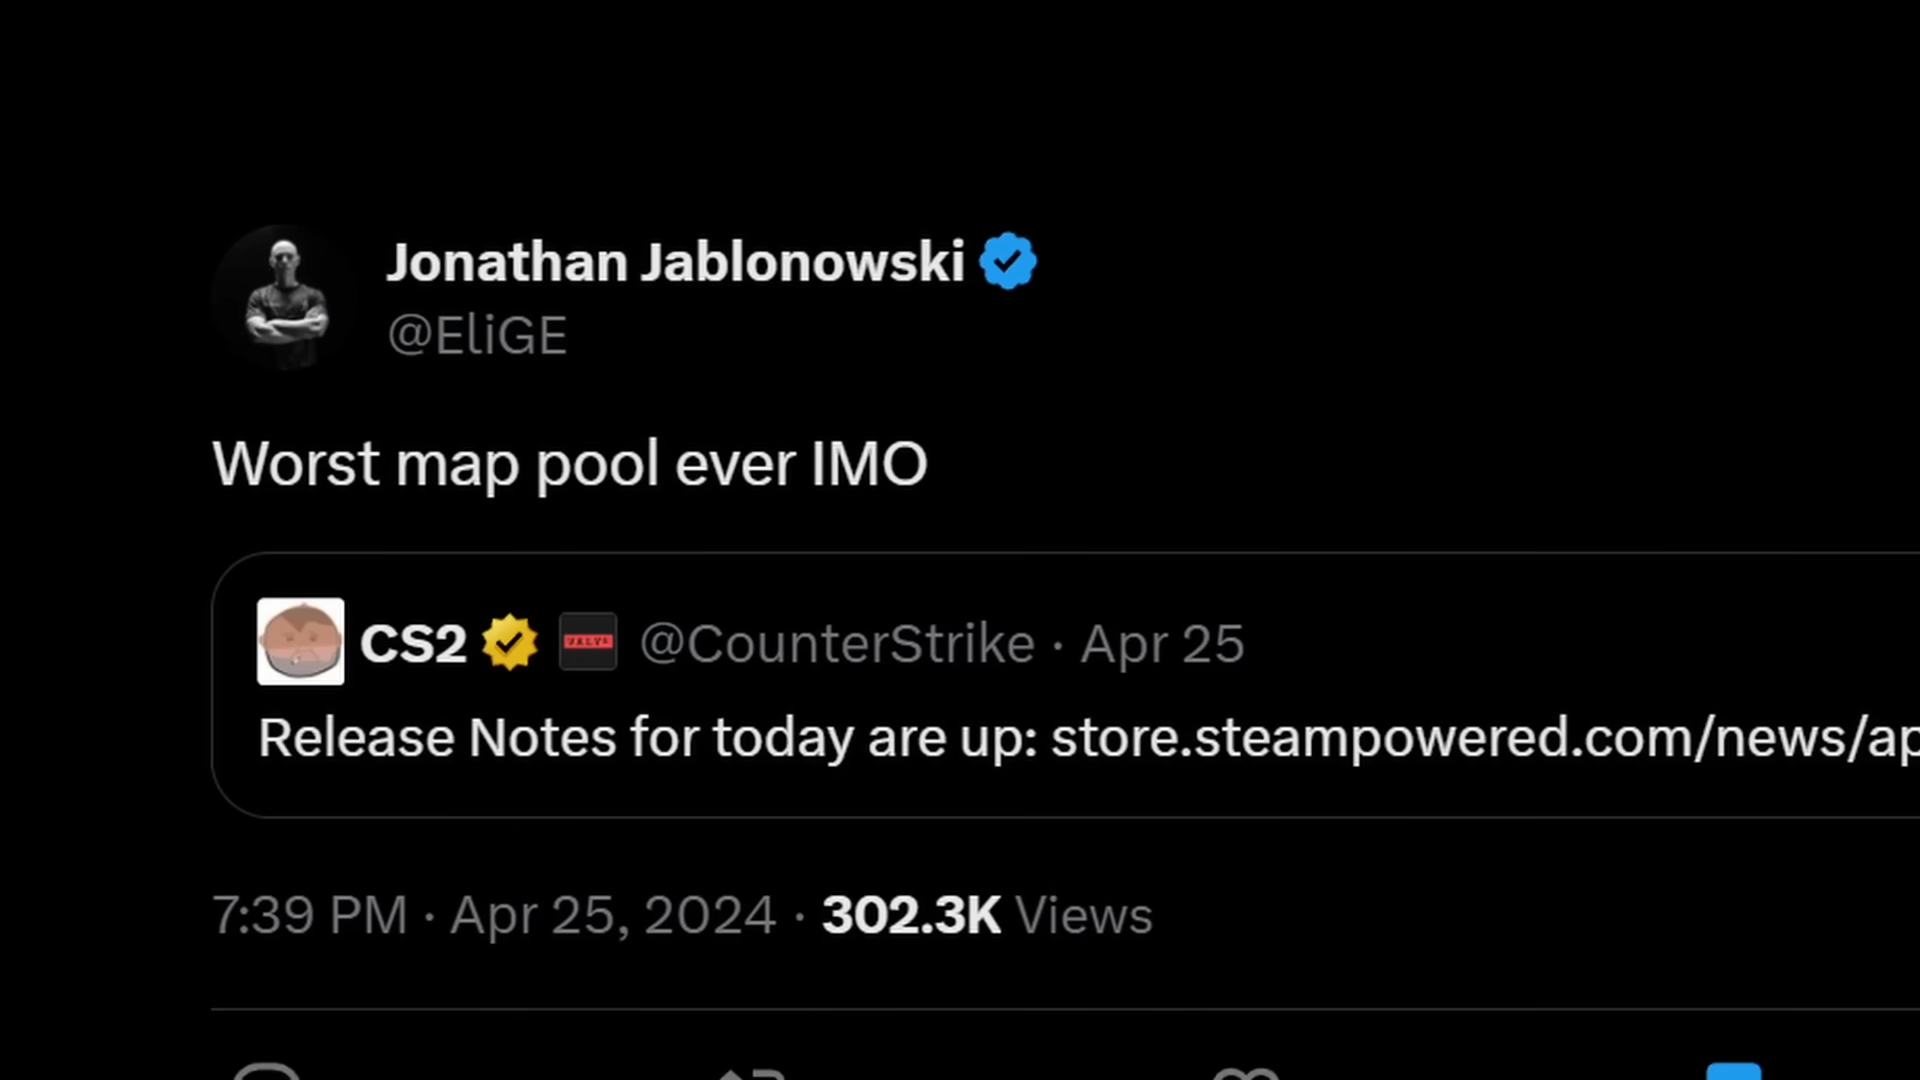 Jonathan Jablonowski
@EliGE
Worst map pool ever IMO
CS2 VALVE @CounterStrike · Apr 25
Release Notes for today are up: store.steampowered.com/news/ap
7:39 PM · Apr 25, 2024 · 302.3K Views